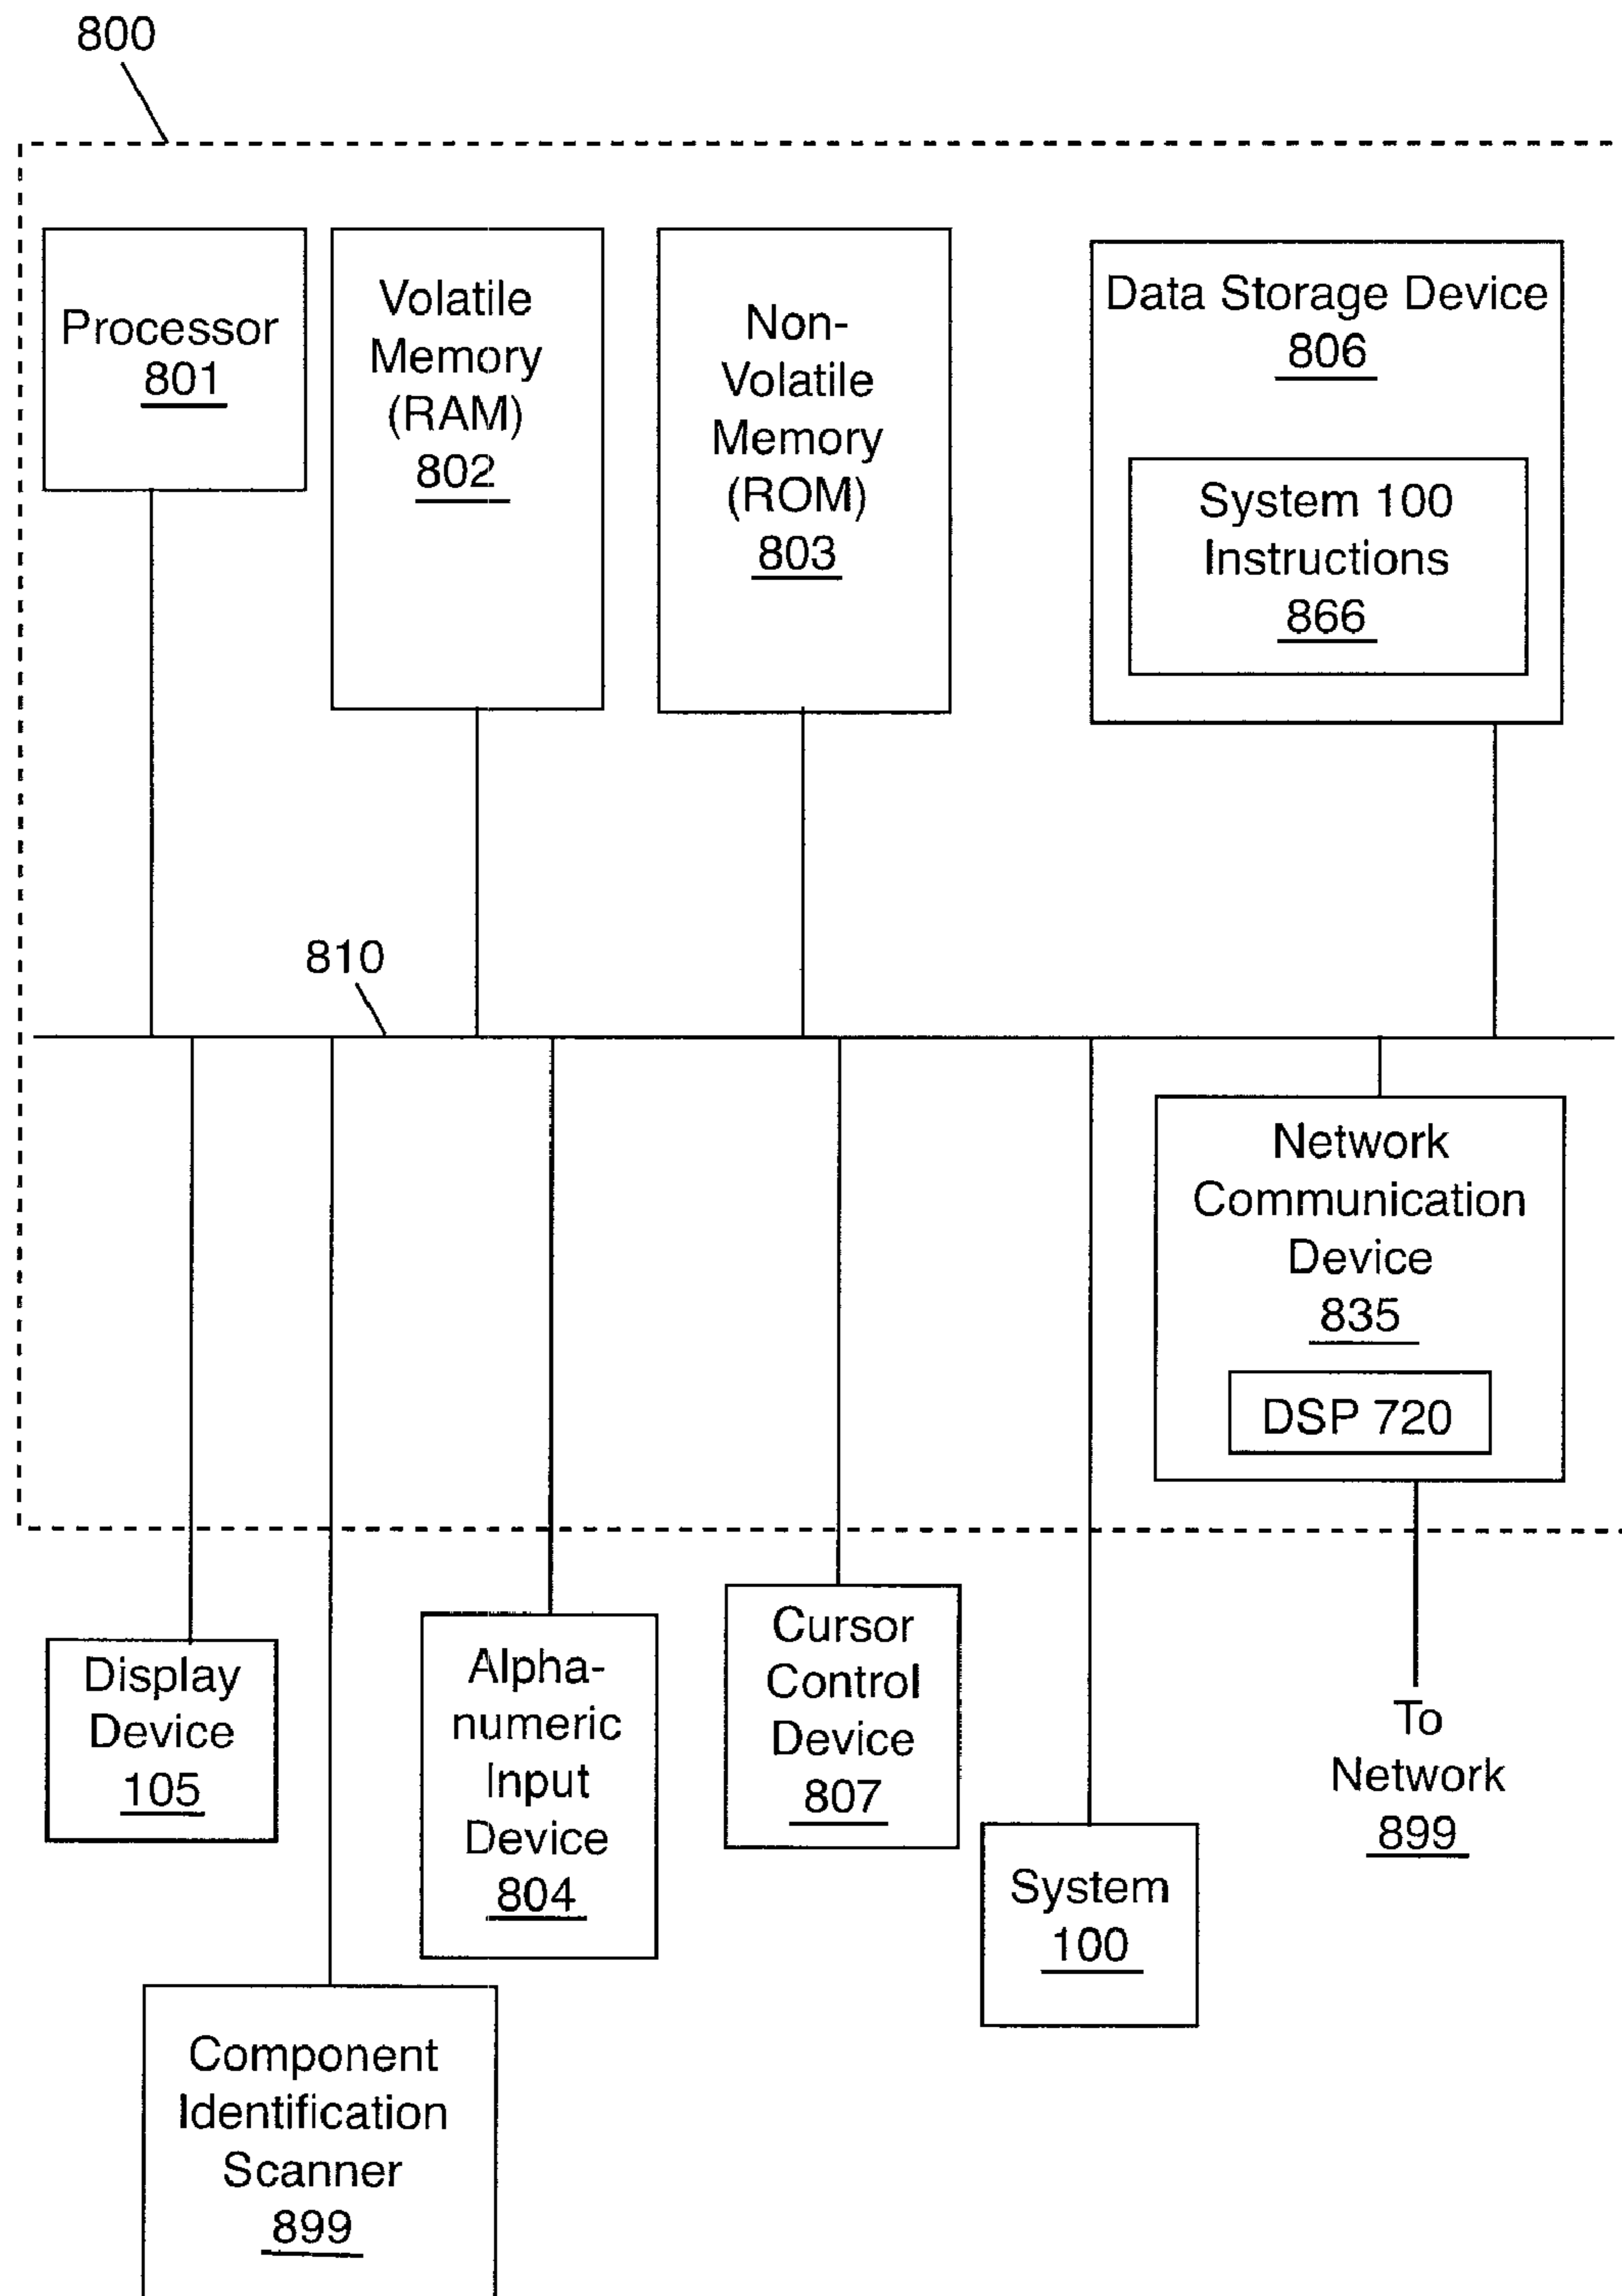 800
Processor
801
Volatile
Memory
(RAM)
802
Non-
Volatile
Memory
(ROM)
803
Data Storage Device
806
System 100
Instructions
866
810
Network
Communication
Device
835
DSP 720
Display
Device
105
Alpha-
numeric
Input
Device
804
Cursor
Control
Device
807
System
100
To
Network
899
Component
Identification
Scanner
899